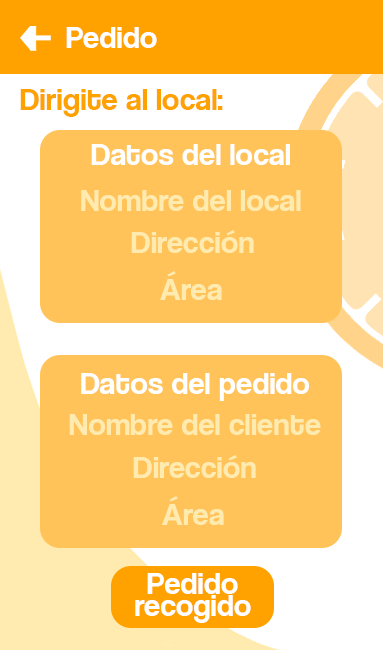 Pedido
Dirigite al local:
Datos del local
Nombre del local
Dirección
Área
Datos del pedido
Nombre del cliente
Dirección
Área
Pedido
recogido